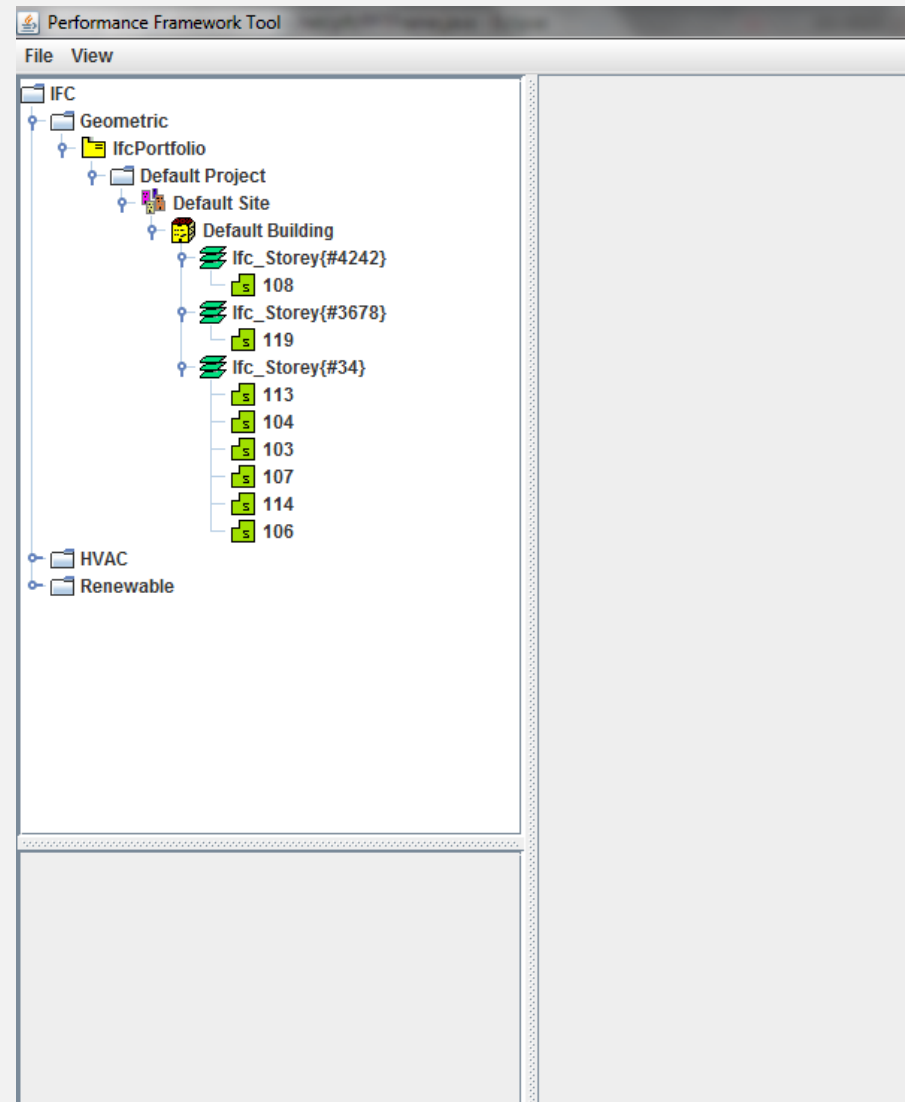 Performance Framework Tool
File View
IFC
Geometric
IfcPortfolio
Default Project
Default Site
Default Building
Ifc_Storey{#4242}
s 108
Ifc_Storey{#3678}
s 119
Ifc_Storey{#34}
s 113
s 104
s 103
s 107
s 114
s 106
HVAC
Renewable